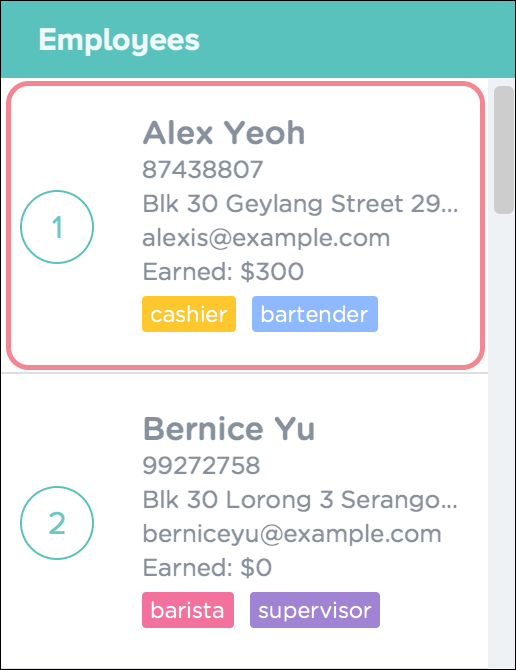 Employees
1
Alex Yeoh
87438807
Blk 30 Geylang Street 29...
alexis@example.com
Earned: $300
cashier bartender
2
Bernice Yu
99272758
Blk 30 Lorong 3 Serango...
berniceyu@example.com
Earned: $0
barista supervisor